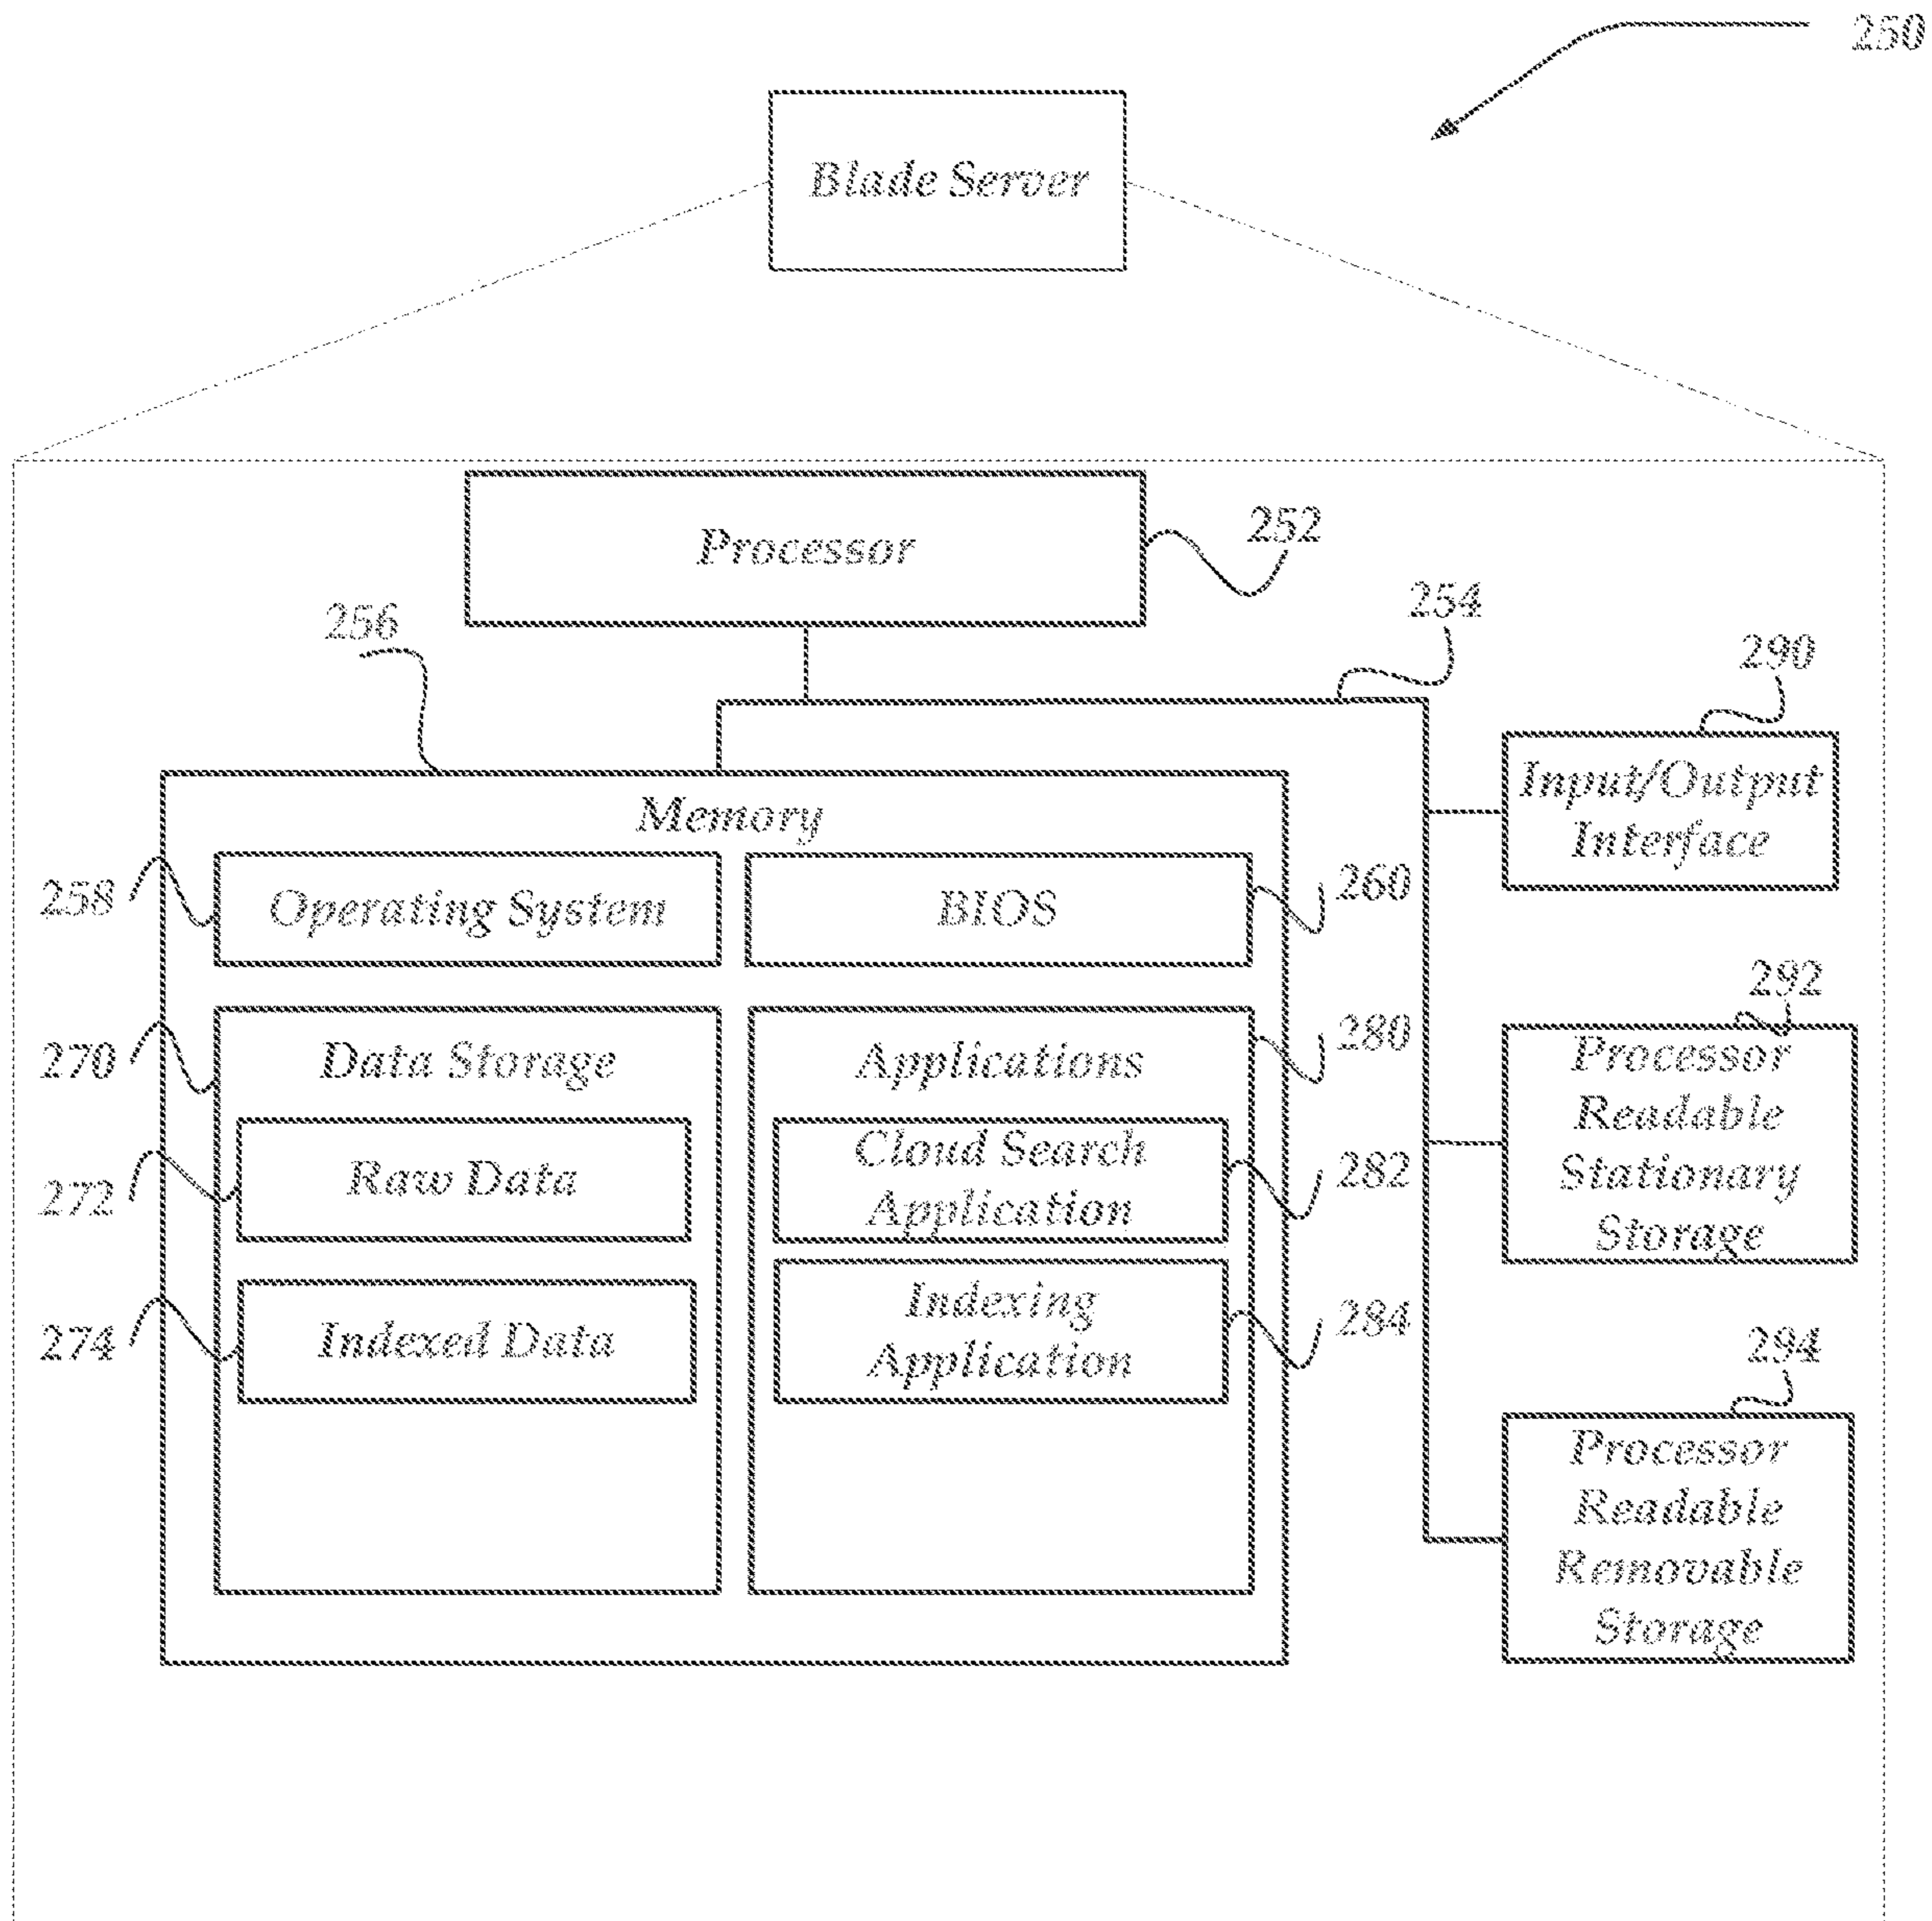 250
Blade Server
Processor
252
254
256
290
Input/Output
Interface
Memory
258
Operating System
BIOS
260
292
270
Data Storage
Applications
280
Processor
Readable
Stationary
Storage
272
Raw Data
Cloud Search
Application
282
274
Indexed Data
Indexing
Application
284
294
Processor
Readable
Removable
Storage